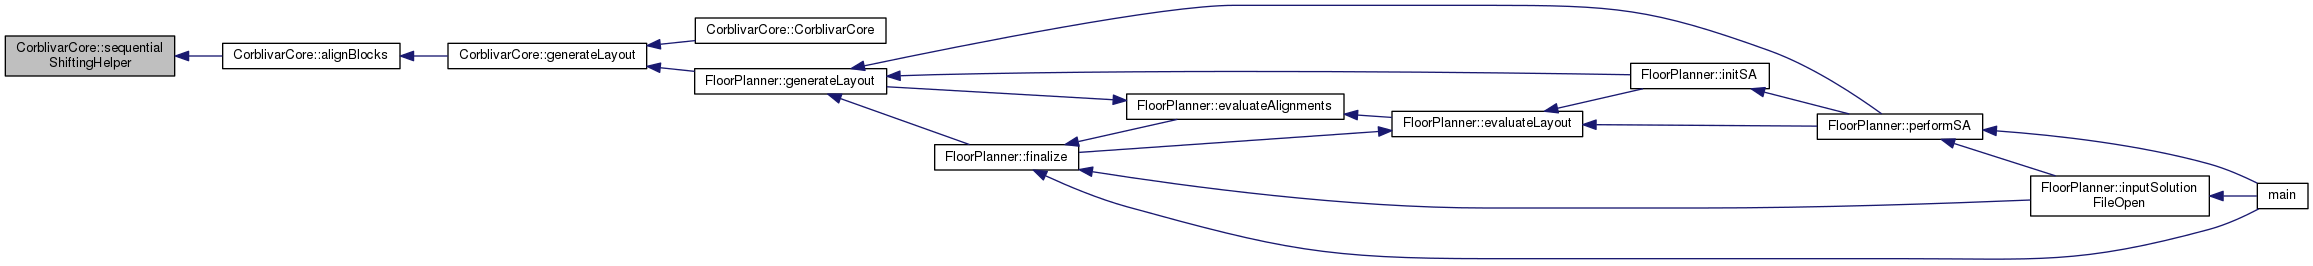 CorblivarCore::sequential
ShiftingHelper
CorblivarCore::alignBlocks
CorblivarCore::generateLayout
CorblivarCore::CorblivarCore
FloorPlanner::generateLayout
FloorPlanner::finalize
FloorPlanner::evaluateAlignments
FloorPlanner::evaluateLayout
FloorPlanner::initSA
FloorPlanner::performSA
FloorPlanner::inputSolution
FileOpen
main